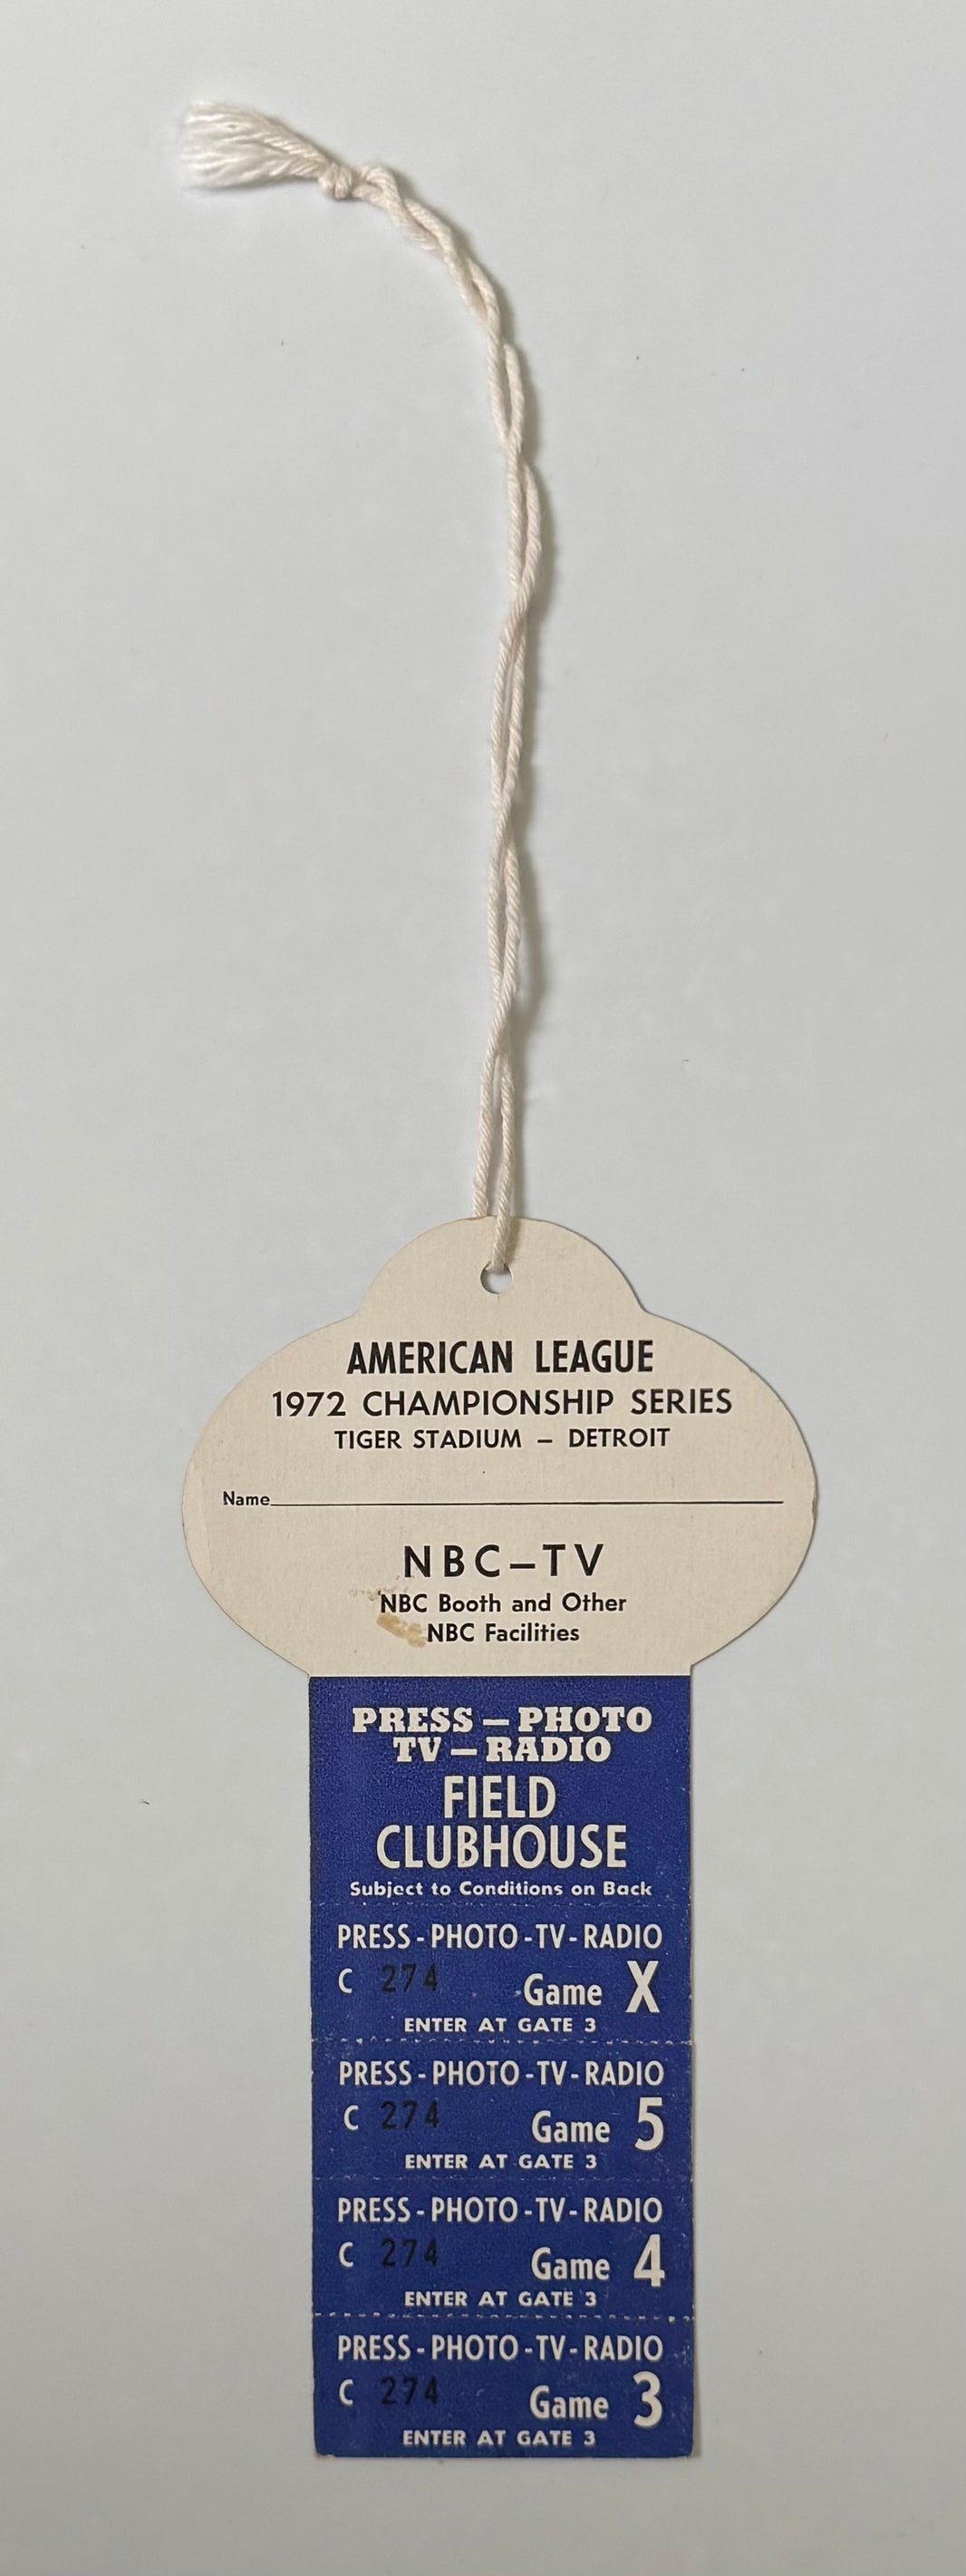 AMERICAN LEAGUE
1972 CHAMPIONSHIP SERIES
TIGER STADIUM – DETROIT
Name
NBC–TV
NBC Booth and Other
NBC Facilities
PRESS – PHOTO
TV – RADIO
FIELD
CLUBHOUSE
Subject to Conditions on Back
PRESS - PHOTO - TV - RADIO
C 274 Game X
ENTER AT GATE 3
PRESS - PHOTO - TV - RADIO
C 274 Game 5
ENTER AT GATE 3
PRESS - PHOTO - TV - RADIO
C 274 Game 4
ENTER AT GATE 3
PRESS - PHOTO - TV - RADIO
C 274 Game 3
ENTER AT GATE 3